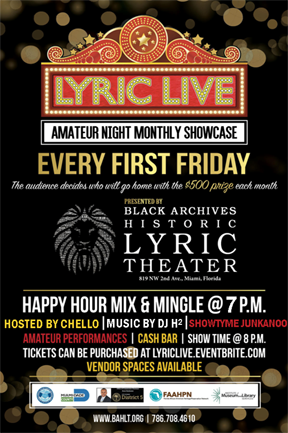 LYRIC LIVE
AMATEUR NIGHT MONTHLY SHOWCASE
EVERY FIRST FRIDAY
The audience decides who will go home with the $500 prize each month
PRESENTED BY
BLACK ARCHIVES
HISTORIC
LYRIC
THEATER
819 NW 2nd Ave., Miami, Florida
HAPPY HOUR MIX & MINGLE @ 7 P.M.
HOSTED BY CHELLO | MUSIC BY DJ H² | SHOWTYME JUNKANOO
AMATEUR PERFORMANCES | CASH BAR | SHOW TIME @ 8 P.M.
TICKETS CAN BE PURCHASED AT LYRICLIVE.EVENTBRITE.COM
VENDOR SPACES AVAILABLE
FAAHPN
WWW.BAHLT.ORG | 786.708.4610